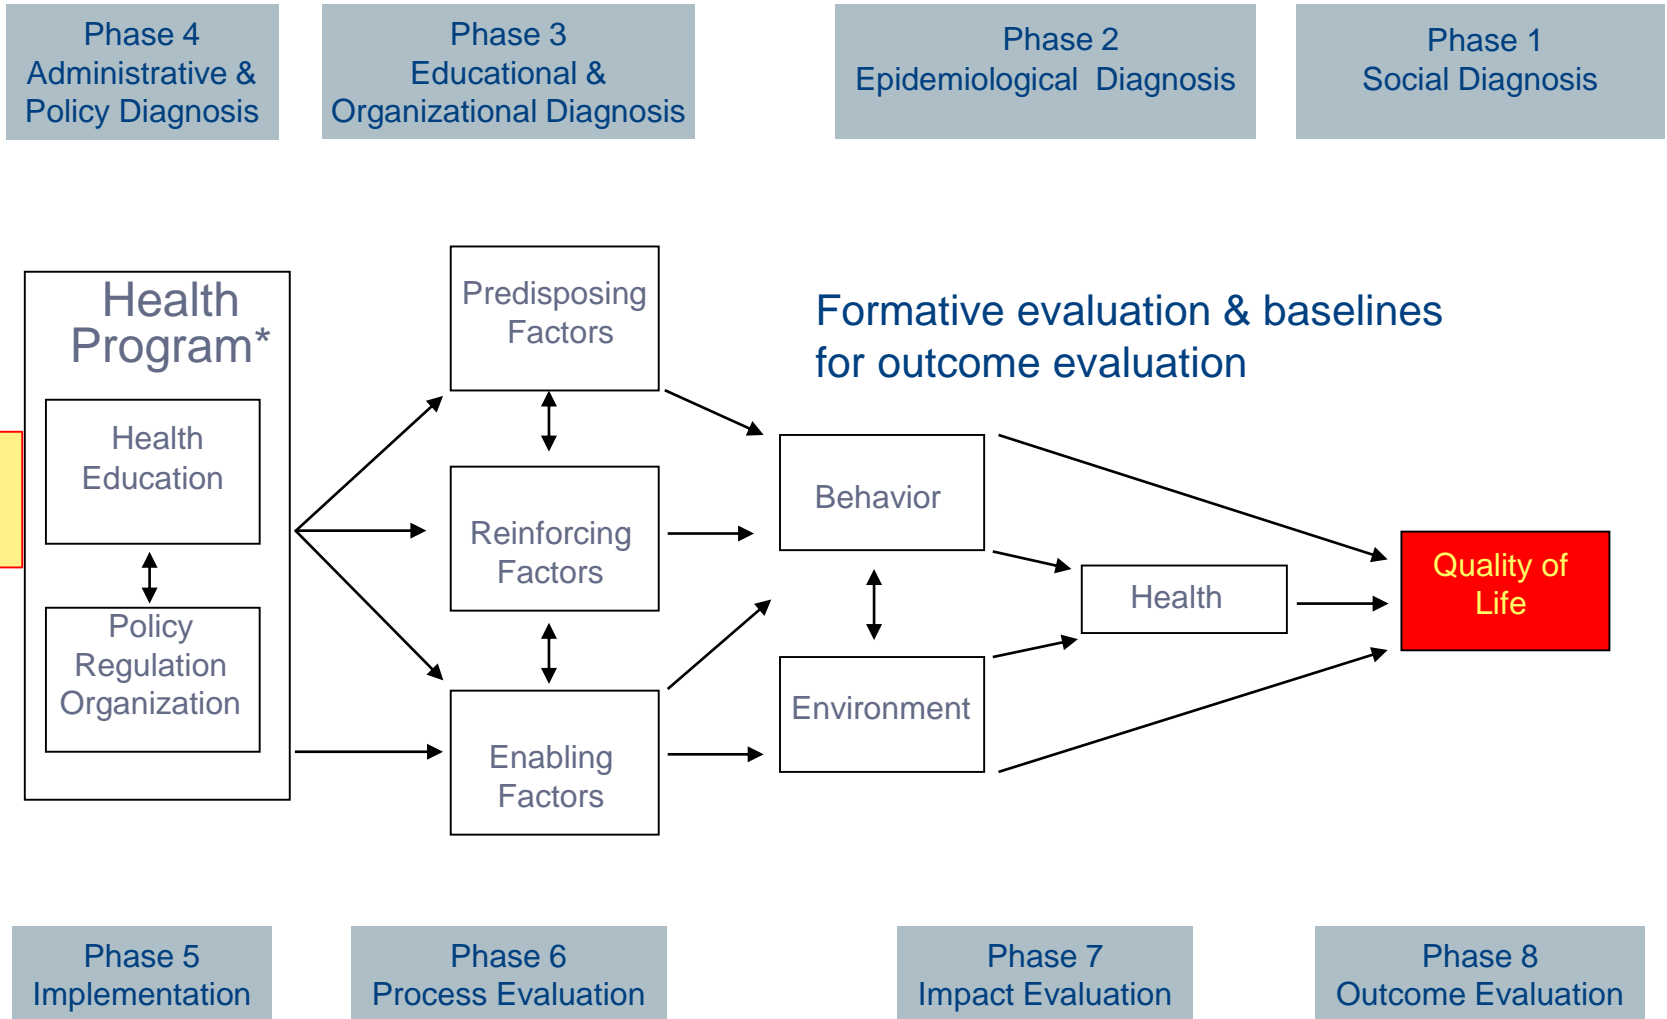 Phase 4
Administrative &
Policy Diagnosis
Phase 3
Educational &
Organizational Diagnosis
Phase 2
Epidemiological Diagnosis
Phase 1
Social Diagnosis
Health
Program*
Health
Education
Policy
Regulation
Organization
Predisposing
Factors
Reinforcing
Factors
Enabling
Factors
Formative evaluation & baselines
for outcome evaluation
Behavior
Environment
Health
Quality of
Life
Phase 5
Implementation
Phase 6
Process Evaluation
Phase 7
Impact Evaluation
Phase 8
Outcome Evaluation